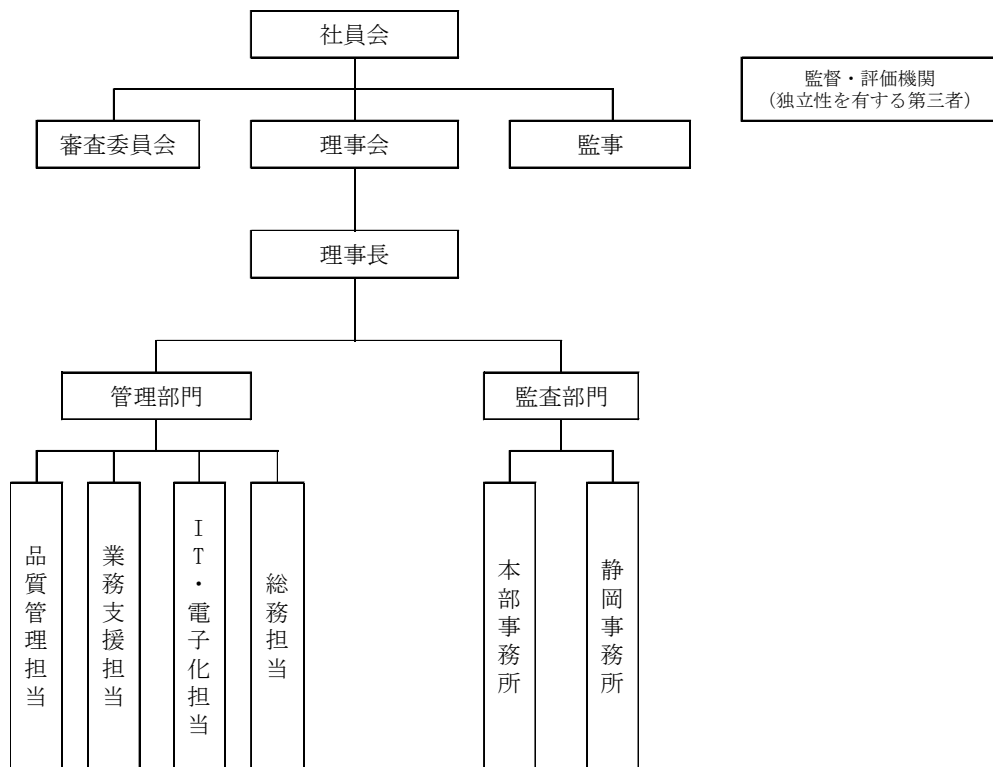 社員会
監督・評価機関
（独立性を有する第三者）
審査委員会
理事会
監事
理事長
管理部門
監査部門
品質管理担当
業務支援担当
IT・電子化担当
総務担当
本部事務所
静岡事務所